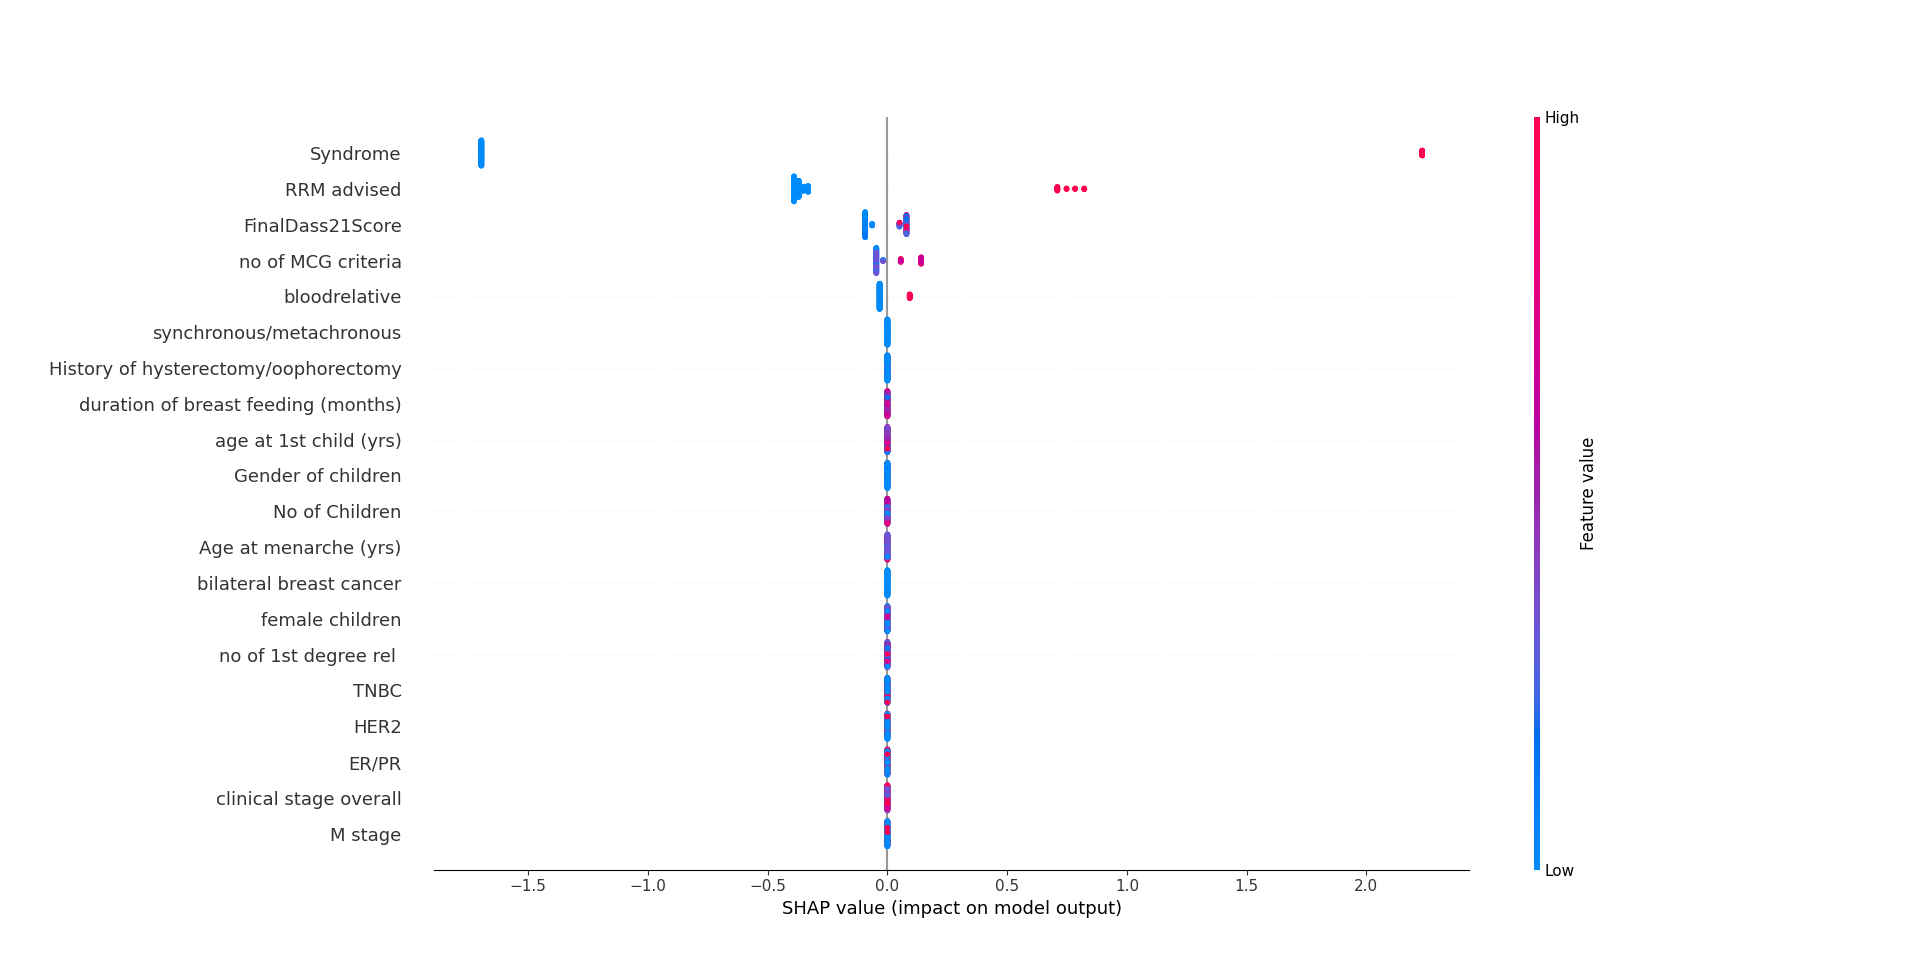 High
Syndrome
RRM advised
FinalDass21Score
no of MCG criteria
bloodrelative
synchronous/metachronous
History of hysterectomy/oophorectomy
duration of breast feeding (months)
age at 1st child (yrs)
Gender of children
No of Children
Age at menarche (yrs)
bilateral breast cancer
female children
no of 1st degree rel
TNBC
HER2
ER/PR
clinical stage overall
M stage
Feature value
Low
−1.5 −1.0 −0.5 0.0 0.5 1.0 1.5 2.0
SHAP value (impact on model output)